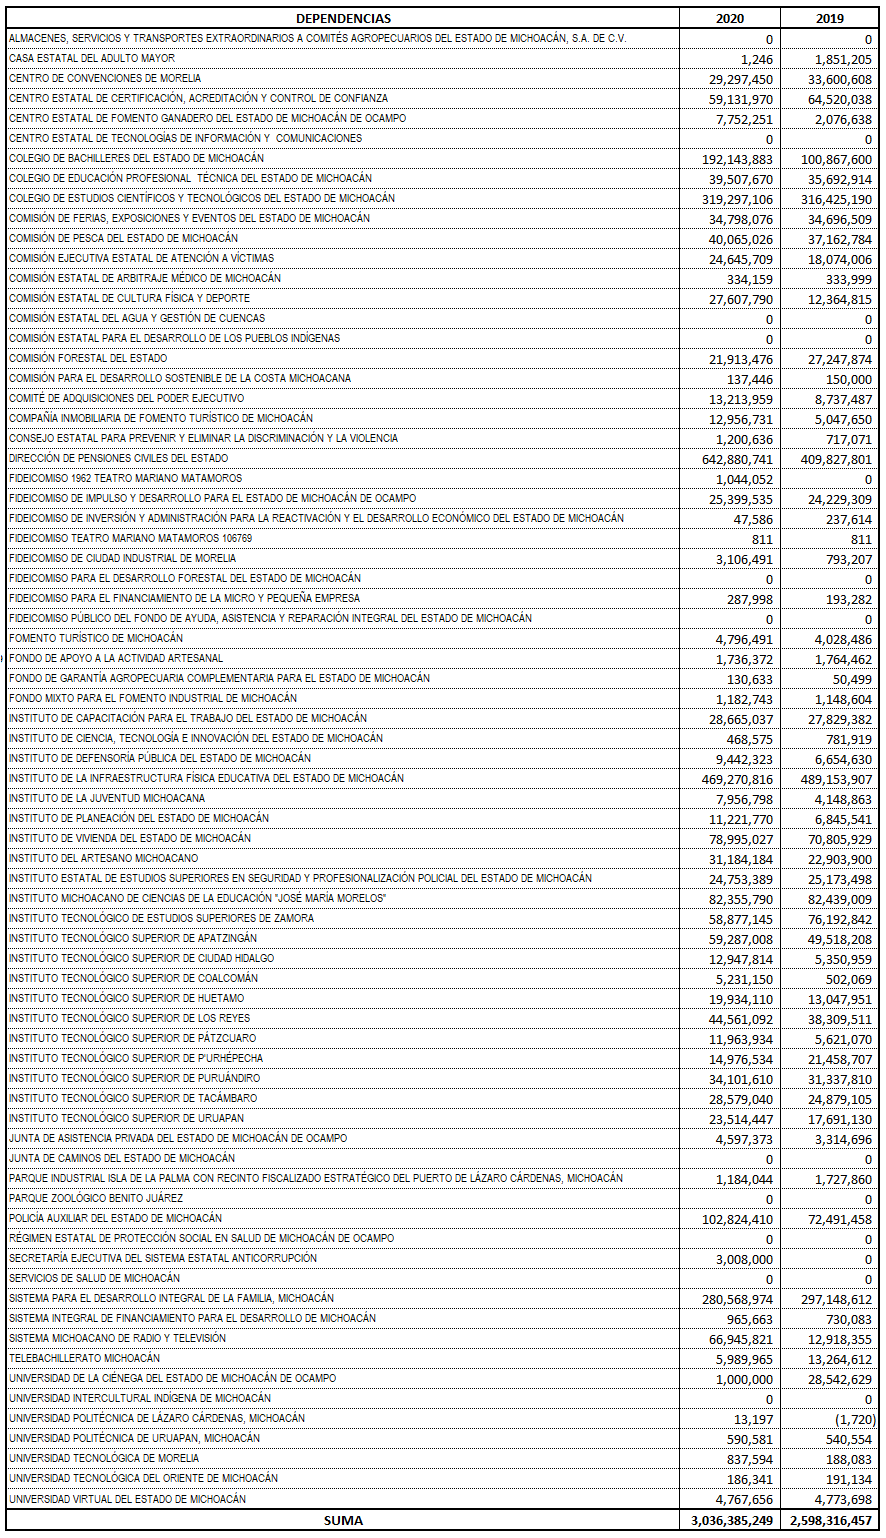 DEPENDENCIAS 2020 2019
ALMACENES, SERVICIOS Y TRANSPORTES EXTRAORDINARIOS A COMITÉS AGROPECUARIOS DEL ESTADO DE MICHOACÁN, S.A. DE C.V. 0 0
CASA ESTATAL DEL ADULTO MAYOR 1,246 1,851,205
CENTRO DE CONVENCIONES DE MORELIA 29,297,450 33,600,608
CENTRO ESTATAL DE CERTIFICACIÓN, ACREDITACIÓN Y CONTROL DE CONFIANZA 59,131,970 64,520,038
CENTRO ESTATAL DE FOMENTO GANADERO DEL ESTADO DE MICHOACÁN DE OCAMPO 7,752,251 2,076,638
CENTRO ESTATAL DE TECNOLOGÍAS DE INFORMACIÓN Y COMUNICACIONES 0 0
COLEGIO DE BACHILLERES DEL ESTADO DE MICHOACÁN 192,143,883 100,867,600
COLEGIO DE EDUCACIÓN PROFESIONAL TÉCNICA DEL ESTADO DE MICHOACÁN 39,507,670 35,692,914
COLEGIO DE ESTUDIOS CIENTÍFICOS Y TECNOLÓGICOS DEL ESTADO DE MICHOACÁN 319,297,106 316,425,190
COMISIÓN DE FERIAS, EXPOSICIONES Y EVENTOS DEL ESTADO DE MICHOACÁN 34,798,076 34,696,509
COMISIÓN DE PESCA DEL ESTADO DE MICHOACÁN 40,065,026 37,162,784
COMISIÓN EJECUTIVA ESTATAL DE ATENCIÓN A VÍCTIMAS 24,645,709 18,074,006
COMISIÓN ESTATAL DE ARBITRAJE MÉDICO DE MICHOACÁN 334,159 333,999
COMISIÓN ESTATAL DE CULTURA FÍSICA Y DEPORTE 27,607,790 12,364,815
COMISIÓN ESTATAL DEL AGUA Y GESTIÓN DE CUENCAS 0 0
COMISIÓN ESTATAL PARA EL DESARROLLO DE LOS PUEBLOS INDÍGENAS 0 0
COMISIÓN FORESTAL DEL ESTADO 21,913,476 27,247,874
COMISIÓN PARA EL DESARROLLO SOSTENIBLE DE LA COSTA MICHOACANA 137,446 150,000
COMITÉ DE ADQUISICIONES DEL PODER EJECUTIVO 13,213,959 8,737,487
COMPAÑÍA INMOBILIARIA DE FOMENTO TURÍSTICO DE MICHOACÁN 12,956,731 5,047,650
CONSEJO ESTATAL PARA PREVENIR Y ELIMINAR LA DISCRIMINACIÓN Y LA VIOLENCIA 1,200,636 717,071
DIRECCIÓN DE PENSIONES CIVILES DEL ESTADO 642,880,741 409,827,801
FIDEICOMISO 1962 TEATRO MARIANO MATAMOROS 1,044,052 0
FIDEICOMISO DE IMPULSO Y DESARROLLO PARA EL ESTADO DE MICHOACÁN DE OCAMPO 25,399,535 24,229,309
FIDEICOMISO DE INVERSIÓN Y ADMINISTRACIÓN PARA LA REACTIVACIÓN Y EL DESARROLLO ECONÓMICO DEL ESTADO DE MICHOACÁN 47,586 237,614
FIDEICOMISO TEATRO MARIANO MATAMOROS 106769 811 811
FIDEICOMISO DE CIUDAD INDUSTRIAL DE MORELIA 3,106,491 793,207
FIDEICOMISO PARA EL DESARROLLO FORESTAL DEL ESTADO DE MICHOACÁN 0 0
FIDEICOMISO PARA EL FINANCIAMIENTO DE LA MICRO Y PEQUEÑA EMPRESA 287,998 193,282
FIDEICOMISO PÚBLICO DEL FONDO DE AYUDA, ASISTENCIA Y REPARACIÓN INTEGRAL DEL ESTADO DE MICHOACÁN 0 0
FOMENTO TURÍSTICO DE MICHOACÁN 4,796,491 4,028,486
FONDO DE APOYO A LA ACTIVIDAD ARTESANAL 1,736,372 1,764,462
FONDO DE GARANTÍA AGROPECUARIA COMPLEMENTARIA PARA EL ESTADO DE MICHOACÁN 130,633 50,499
FONDO MIXTO PARA EL FOMENTO INDUSTRIAL DE MICHOACÁN 1,182,743 1,148,604
INSTITUTO DE CAPACITACIÓN PARA EL TRABAJO DEL ESTADO DE MICHOACÁN 28,665,037 27,829,382
INSTITUTO DE CIENCIA, TECNOLOGÍA E INNOVACIÓN DEL ESTADO DE MICHOACÁN 468,575 781,919
INSTITUTO DE DEFENSORÍA PÚBLICA DEL ESTADO DE MICHOACÁN 9,442,323 6,654,630
INSTITUTO DE LA INFRAESTRUCTURA FÍSICA EDUCATIVA DEL ESTADO DE MICHOACÁN 469,270,816 489,153,907
INSTITUTO DE LA JUVENTUD MICHOACANA 7,956,798 4,148,863
INSTITUTO DE PLANEACIÓN DEL ESTADO DE MICHOACÁN 11,221,770 6,845,541
INSTITUTO DE VIVIENDA DEL ESTADO DE MICHOACÁN 78,995,027 70,805,929
INSTITUTO DEL ARTESANO MICHOACANO 31,184,184 22,903,900
INSTITUTO ESTATAL DE ESTUDIOS SUPERIORES EN SEGURIDAD Y PROFESIONALIZACIÓN POLICIAL DEL ESTADO DE MICHOACÁN 24,753,389 25,173,498
INSTITUTO MICHOACANO DE CIENCIAS DE LA EDUCACIÓN "JOSÉ MARÍA MORELOS" 82,355,790 82,439,009
INSTITUTO TECNOLÓGICO DE ESTUDIOS SUPERIORES DE ZAMORA 58,877,145 76,192,842
INSTITUTO TECNOLÓGICO SUPERIOR DE APATZINGÁN 59,287,008 49,518,208
INSTITUTO TECNOLÓGICO SUPERIOR DE CIUDAD HIDALGO 12,947,814 5,350,959
INSTITUTO TECNOLÓGICO SUPERIOR DE COALCOMÁN 5,231,150 502,069
INSTITUTO TECNOLÓGICO SUPERIOR DE HUETAMO 19,934,110 13,047,951
INSTITUTO TECNOLÓGICO SUPERIOR DE LOS REYES 44,561,092 38,309,511
INSTITUTO TECNOLÓGICO SUPERIOR DE PÁTZCUARO 11,963,934 5,621,070
INSTITUTO TECNOLÓGICO SUPERIOR DE P'URHÉPECHA 14,976,534 21,458,707
INSTITUTO TECNOLÓGICO SUPERIOR DE PURUÁNDIRO 34,101,610 31,337,810
INSTITUTO TECNOLÓGICO SUPERIOR DE TACÁMBARO 28,579,040 24,879,105
INSTITUTO TECNOLÓGICO SUPERIOR DE URUAPAN 23,514,447 17,691,130
JUNTA DE ASISTENCIA PRIVADA DEL ESTADO DE MICHOACÁN DE OCAMPO 4,597,373 3,314,696
JUNTA DE CAMINOS DEL ESTADO DE MICHOACÁN 0 0
PARQUE INDUSTRIAL ISLA DE LA PALMA CON RECINTO FISCALIZADO ESTRATÉGICO DEL PUERTO DE LÁZARO CÁRDENAS, MICHOACÁN 1,184,044 1,727,860
PARQUE ZOOLÓGICO BENITO JUÁREZ 0 0
POLICÍA AUXILIAR DEL ESTADO DE MICHOACÁN 102,824,410 72,491,458
RÉGIMEN ESTATAL DE PROTECCIÓN SOCIAL EN SALUD DE MICHOACÁN DE OCAMPO 0 0
SECRETARÍA EJECUTIVA DEL SISTEMA ESTATAL ANTICORRUPCIÓN 3,008,000 0
SERVICIOS DE SALUD DE MICHOACÁN 0 0
SISTEMA PARA EL DESARROLLO INTEGRAL DE LA FAMILIA, MICHOACÁN 280,568,974 297,148,612
SISTEMA INTEGRAL DE FINANCIAMIENTO PARA EL DESARROLLO DE MICHOACÁN 965,663 730,083
SISTEMA MICHOACANO DE RADIO Y TELEVISIÓN 66,945,821 12,918,355
TELEBACHILLERATO MICHOACÁN 5,989,965 13,264,612
UNIVERSIDAD DE LA CIÉNEGA DEL ESTADO DE MICHOACÁN DE OCAMPO 1,000,000 28,542,629
UNIVERSIDAD INTERCULTURAL INDÍGENA DE MICHOACÁN 0 0
UNIVERSIDAD POLITÉCNICA DE LÁZARO CÁRDENAS, MICHOACÁN 13,197 (1,720)
UNIVERSIDAD POLITÉCNICA DE URUAPAN, MICHOACÁN 590,581 540,554
UNIVERSIDAD TECNOLÓGICA DE MORELIA 837,594 188,083
UNIVERSIDAD TECNOLÓGICA DEL ORIENTE DE MICHOACÁN 186,341 191,134
UNIVERSIDAD VIRTUAL DEL ESTADO DE MICHOACÁN 4,767,656 4,773,698
SUMA 3,036,385,249 2,598,316,457